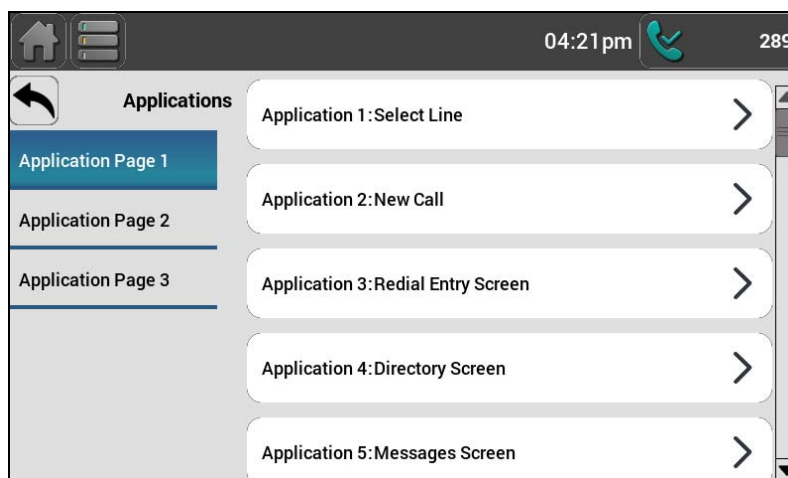 04:21pm 289
Applications
Application Page 1
Application Page 2
Application Page 3
Application 1:Select Line
Application 2:New Call
Application 3:Redial Entry Screen
Application 4:Directory Screen
Application 5:Messages Screen